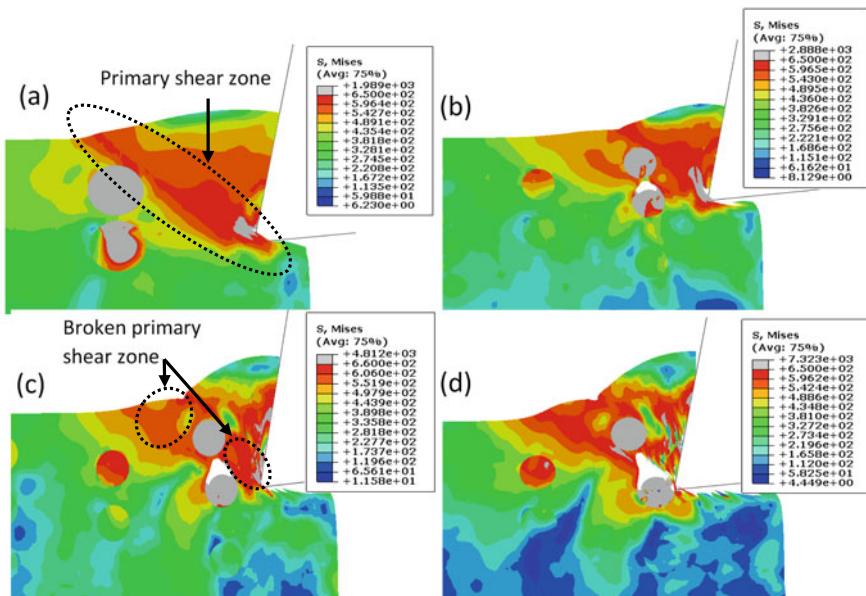 (a)
Primary shear zone
S, Mises
(Avg: 75%)
+1.989e+03
+6.500e+02
+5.964e+02
+5.427e+02
+4.891e+02
+4.354e+02
+3.818e+02
+3.281e+02
+2.745e+02
+2.208e+02
+1.672e+02
+1.135e+02
+5.988e+01
+6.230e+00
(b)
S, Mises
(Avg: 75%)
+2.888e+03
+6.500e+02
+5.965e+02
+5.430e+02
+4.895e+02
+4.360e+02
+3.826e+02
+3.291e+02
+2.756e+02
+2.221e+02
+1.686e+02
+1.151e+02
+6.162e+01
+8.129e+00
(c)
Broken primary
shear zone
S, Mises
(Avg: 75%)
+4.812e+03
+6.600e+02
+6.060e+02
+5.519e+02
+4.979e+02
+4.439e+02
+3.898e+02
+3.358e+02
+2.818e+02
+2.277e+02
+1.737e+02
+1.196e+02
+6.561e+01
+1.158e+01
(d)
S, Mises
(Avg: 75%)
+7.323e+03
+6.500e+02
+5.962e+02
+5.424e+02
+4.886e+02
+4.348e+02
+3.810e+02
+3.272e+02
+2.734e+02
+2.196e+02
+1.658e+02
+1.120e+02
+5.825e+01
+4.449e+00